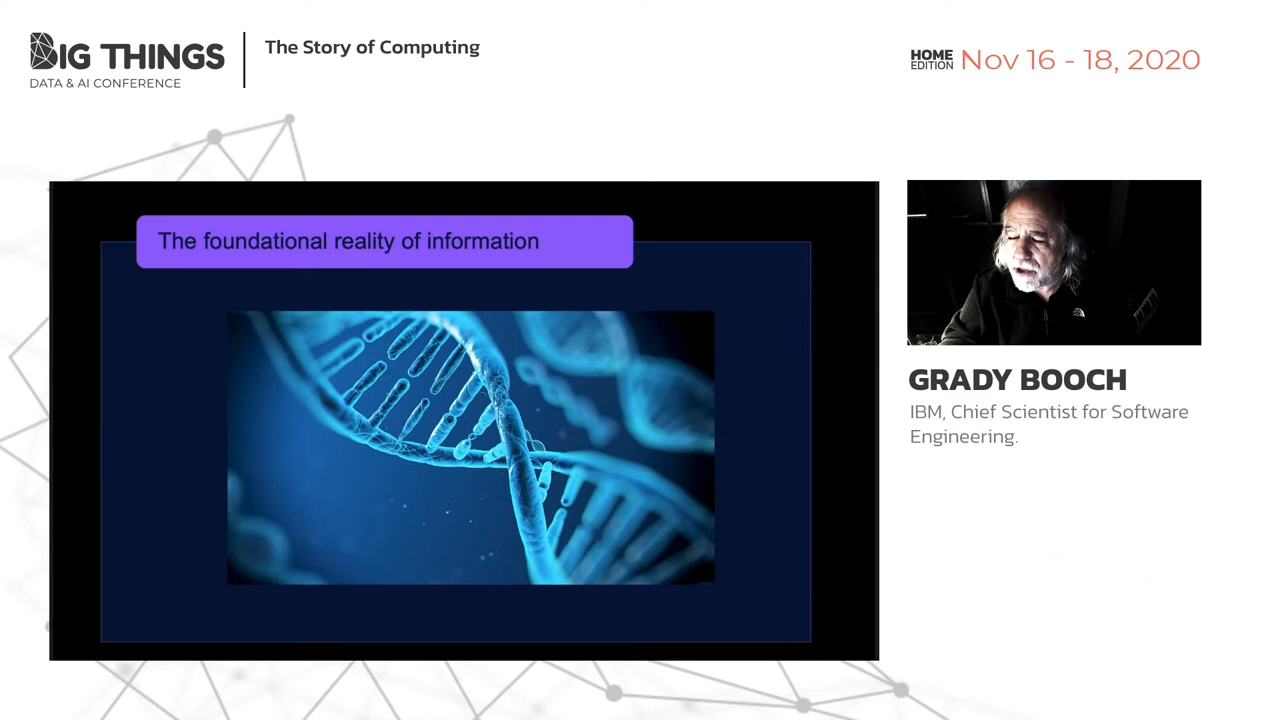 BIG THINGS
DATA & AI CONFERENCE
The Story of Computing
HOME
EDITION
Nov 16 - 18, 2020
The foundational reality of information
GRADY BOOCH
IBM, Chief Scientist for Software
Engineering.